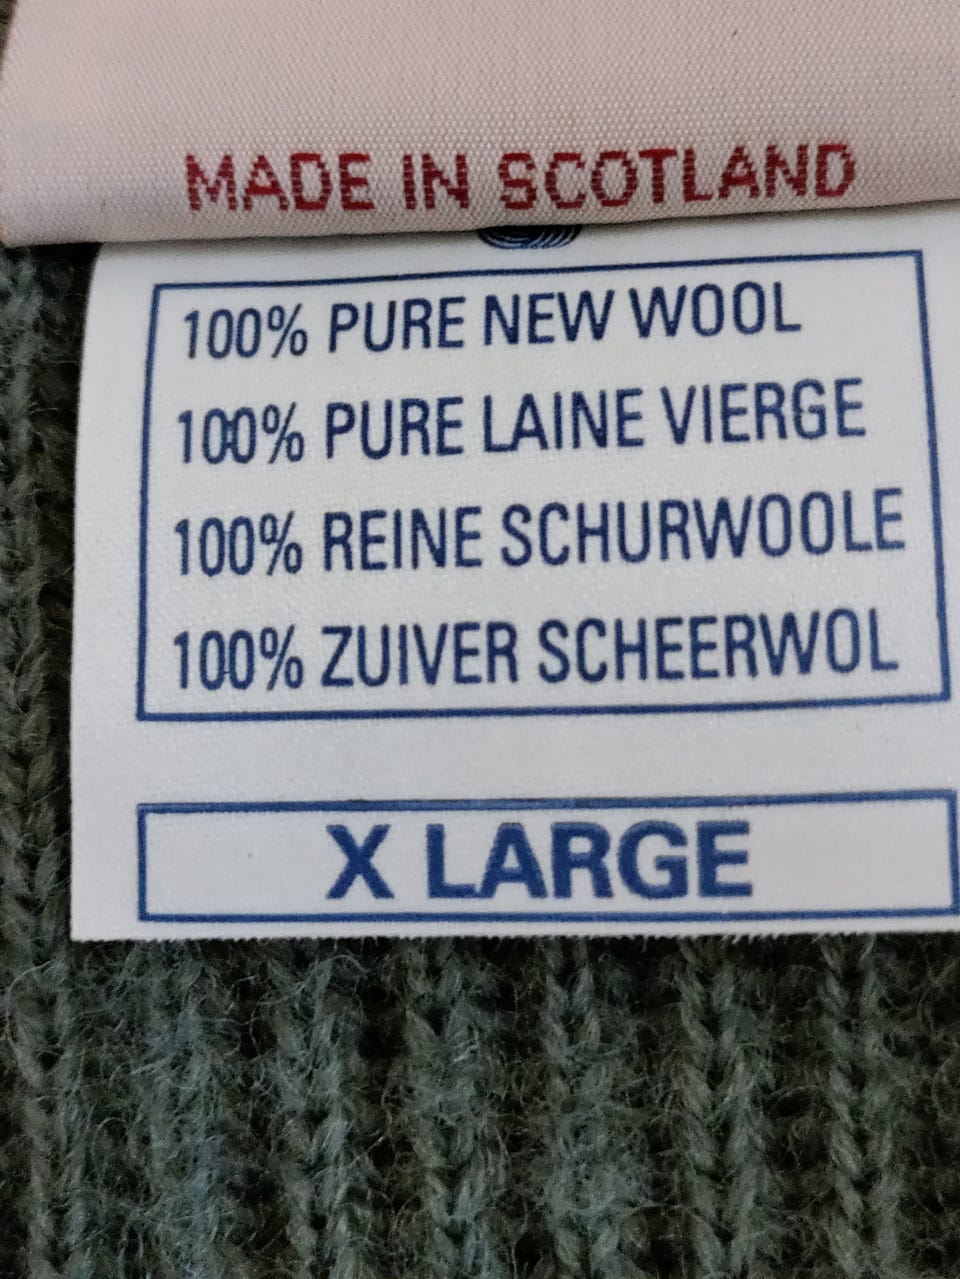 MADE IN SCOTLAND
100% PURE NEW WOOL
100% PURE LAINE VIERGE
100% REINE SCHURWOOLE
100% ZUIVER SCHEERWOL
X LARGE